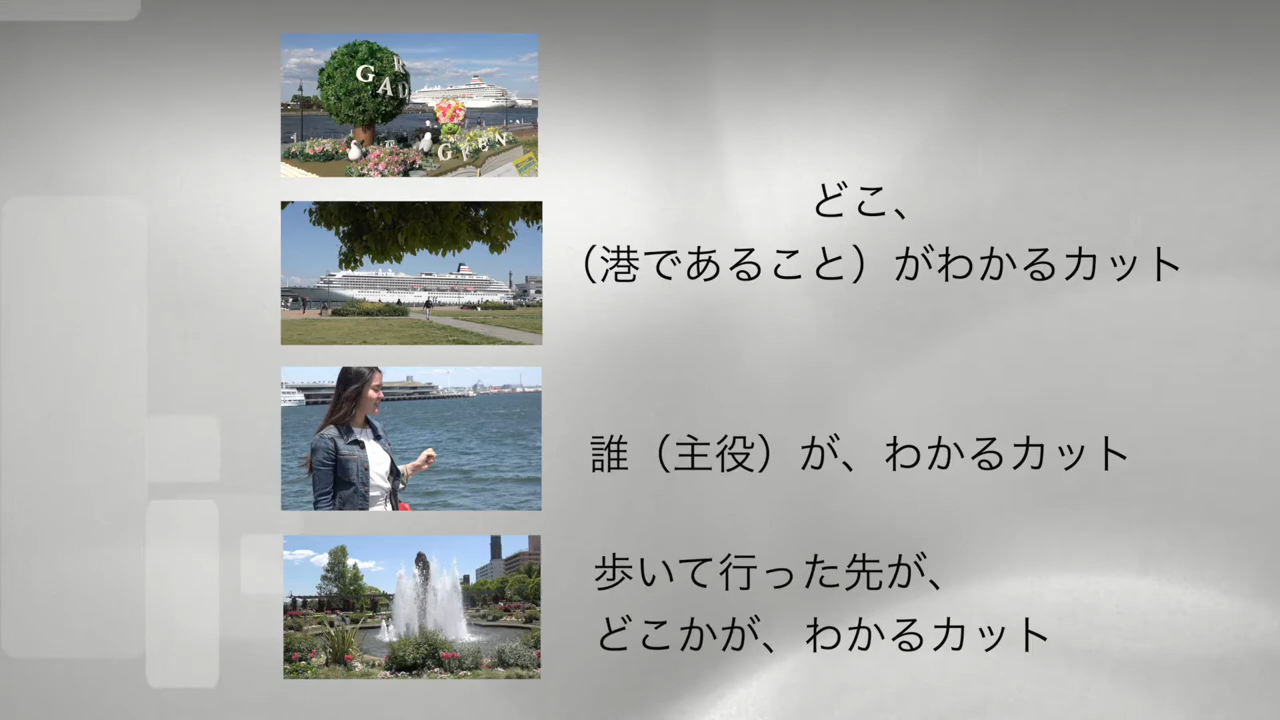 GA
GREEN
どこ、
（港であること）がわかるカット
誰（主役）が、わかるカット
歩いて行った先が、
どこかが、わかるカット